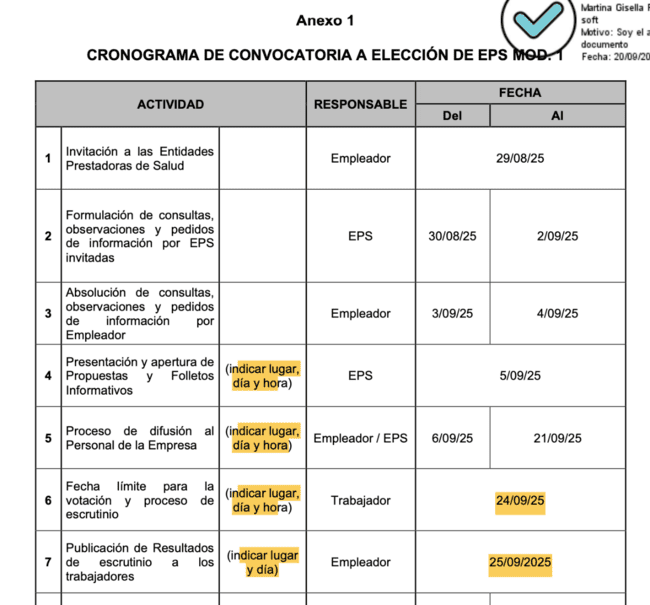 Anexo 1
Martina Gisella
soft
Motivo: Soy el a
documento
Fecha: 20/09/20
CRONOGRAMA DE CONVOCATORIA A ELECCIÓN DE EPS MOD. 1
ACTIVIDAD
RESPONSABLE
FECHA
Del
Al
1
Invitación a las Entidades
Prestadoras de Salud
Empleador
29/08/25
2
Formulación de consultas,
observaciones y pedidos
de información por EPS
invitadas
EPS
30/08/25
2/09/25
3
Absolución de consultas,
observaciones y pedidos
de información por
Empleador
Empleador
3/09/25
4/09/25
4
Presentación y apertura de
Propuestas y Folletos
Informativos
(indicar lugar,
día y hora)
EPS
5/09/25
5
Proceso de difusión al
Personal de la Empresa
(indicar lugar,
día y hora)
Empleador / EPS
6/09/25
21/09/25
6
Fecha límite para la
votación y proceso de
escrutinio
(indicar lugar,
día y hora)
Trabajador
24/09/25
7
Publicación de Resultados
de escrutinio a los
trabajadores
(indicar lugar
y día)
Empleador
25/09/2025